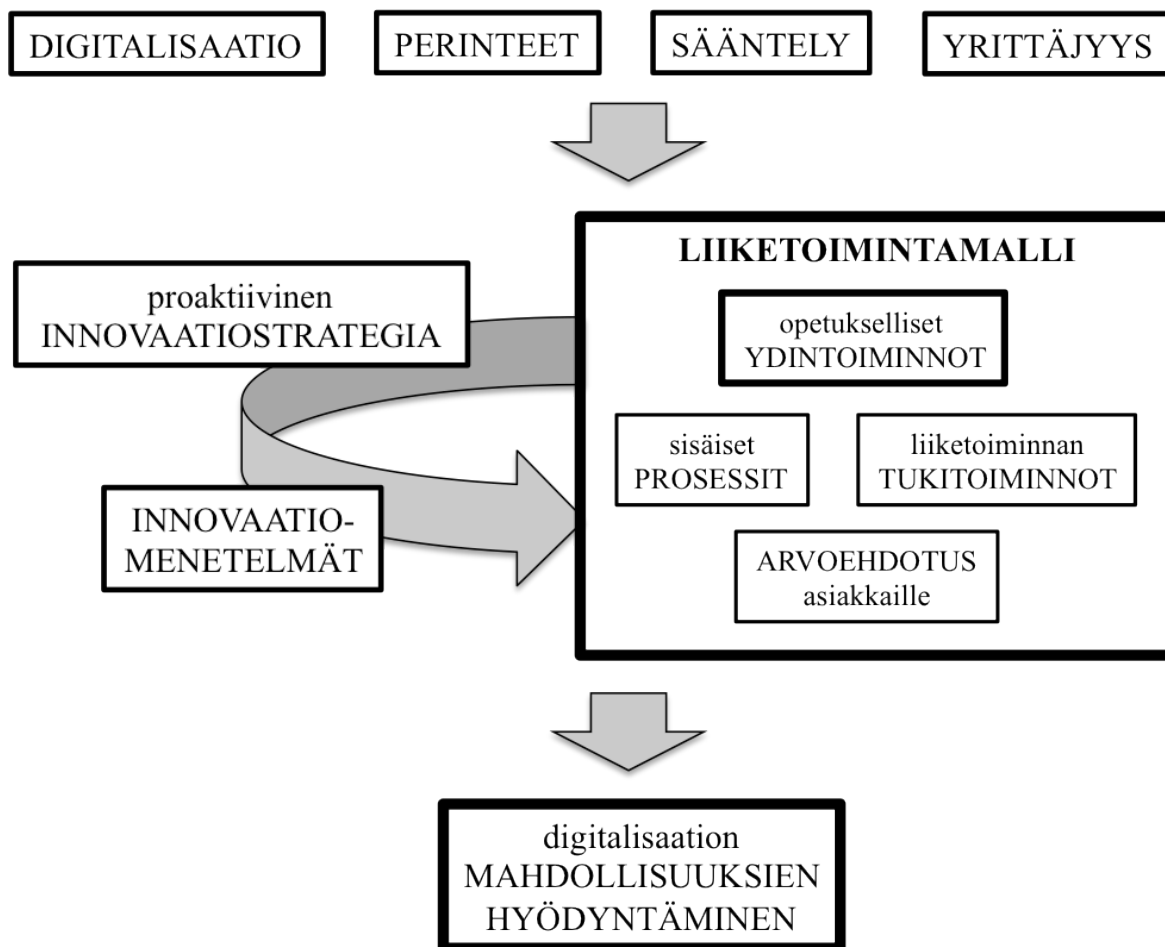 DIGITALISAATIO
PERINTEET
SÄÄNTELY
YRITTÄJYYS
LIIKETOIMINTAMALLI
proaktiivinen
INNOVAATIOSTRATEGIA
opetukselliset
YDINTOIMINNOT
sisäiset
PROSESSIT
liiketoiminnan
TUKITOIMINNOT
INNOVAATIO-
MENETELMÄT
ARVOEHDOTUS
asiakkaille
digitalisaation
MAHDOLLISUUKSIEN
HYÖDYNTÄMINEN